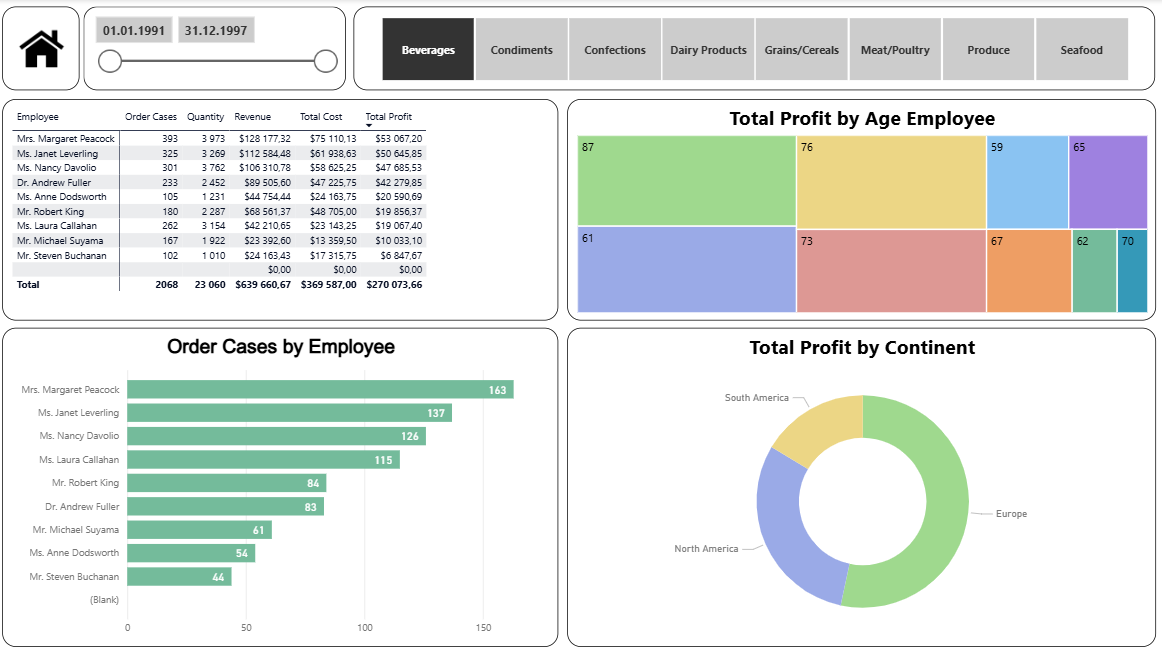 01.01.1991 31.12.1997
Beverages Condiments Confections Dairy Products Grains/Cereals Meat/Poultry Produce Seafood
Employee Order Cases Quantity Revenue Total Cost Total Profit
Mrs. Margaret Peacock 393 3 973 $128 177,32 $75 110,13 $53 067,20
Ms. Janet Leverling 325 3 269 $112 584,48 $61 938,63 $50 645,85
Ms. Nancy Davolio 301 3 762 $106 310,78 $58 625,25 $47 685,53
Dr. Andrew Fuller 233 2 452 $89 505,60 $47 225,75 $42 279,85
Ms. Anne Dodsworth 105 1 231 $44 754,44 $24 163,75 $20 590,69
Mr. Robert King 180 2 287 $68 561,37 $48 705,00 $19 856,37
Ms. Laura Callahan 262 3 154 $42 210,65 $23 143,25 $19 067,40
Mr. Michael Suyama 167 1 922 $23 392,60 $13 359,50 $10 033,10
Mr. Steven Buchanan 102 1 010 $24 163,43 $17 315,75 $6 847,67
$0,00 $0,00 $0,00
Total 2068 23 060 $639 660,67 $369 587,00 $270 073,66
Total Profit by Age Employee
87 76 59 65
61 73 67 62 70
Order Cases by Employee
Mrs. Margaret Peacock 163
Ms. Janet Leverling 137
Ms. Nancy Davolio 126
Ms. Laura Callahan 115
Mr. Robert King 84
Dr. Andrew Fuller 83
Mr. Michael Suyama 61
Ms. Anne Dodsworth 54
Mr. Steven Buchanan 44
(Blank)
0 50 100 150
Total Profit by Continent
South America
Europe
North America